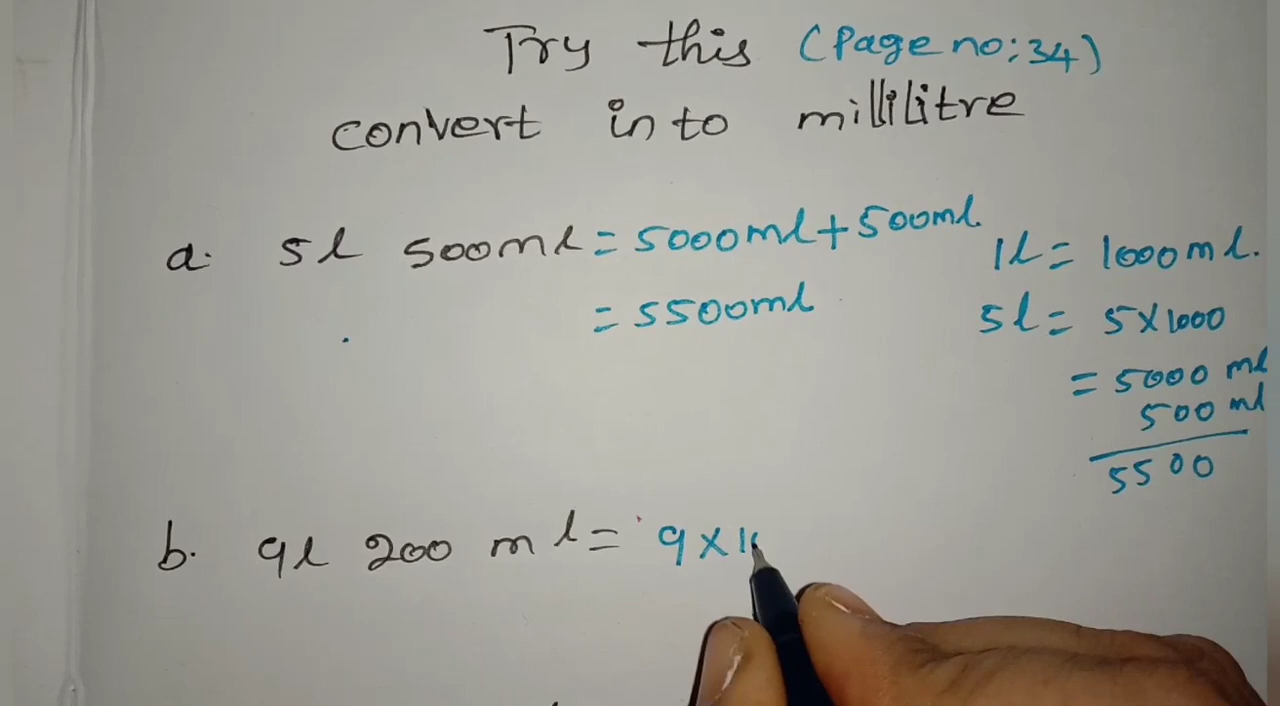 Try this (Page no; 34)
convert into millilitre
a. 5l 500ml = 5000ml + 500ml
= 5500ml
1l = 1000ml.
5l = 5 X 1000
= 5000 ml
500 ml
5500
b. 9l 200 ml = 9 X 1